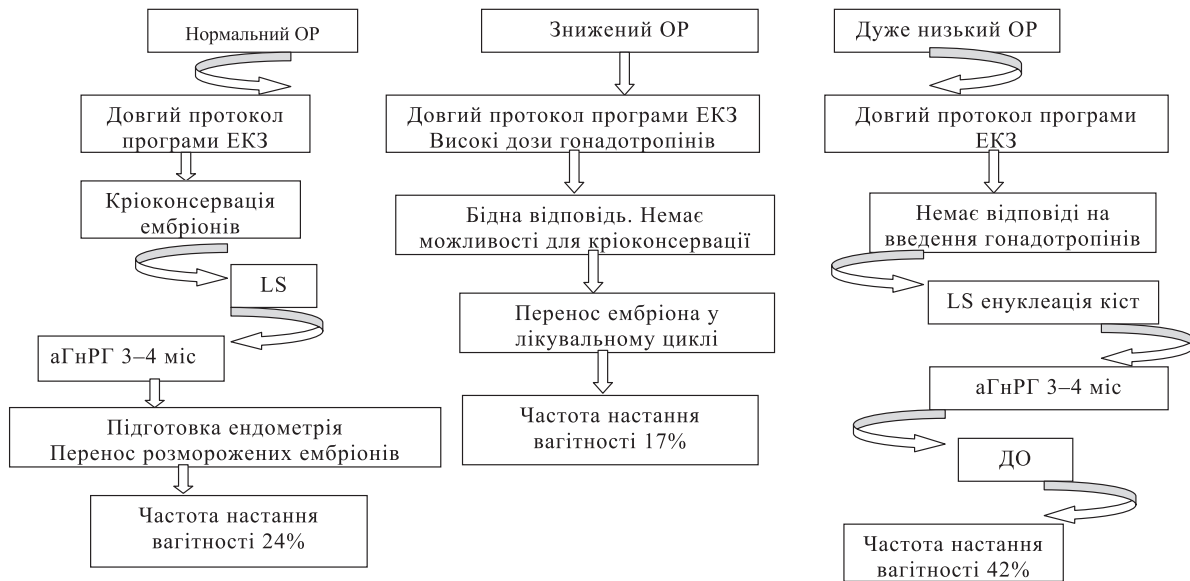 Нормальний ОР
Довгий протокол
програми ЕКЗ
Кріоконсервація
ембріонів
LS
аГнРГ 3–4 міс
Підготовка ендометрія
Перенос розморожених ембріонів
Частота настання
вагітності 24%
Знижений ОР
Довгий протокол програми ЕКЗ
Високі дози гонадотропінів
Бідна відповідь. Немає
можливості для кріоконсервації
Перенос ембріона у
лікувальному циклі
Частота настання
вагітності 17%
Дуже низький ОР
Довгий протокол програми
ЕКЗ
Немає відповіді на
введення гонадотропінів
LS енуклеація кіст
аГнРГ 3–4 міс
ДО
Частота настання
вагітності 42%